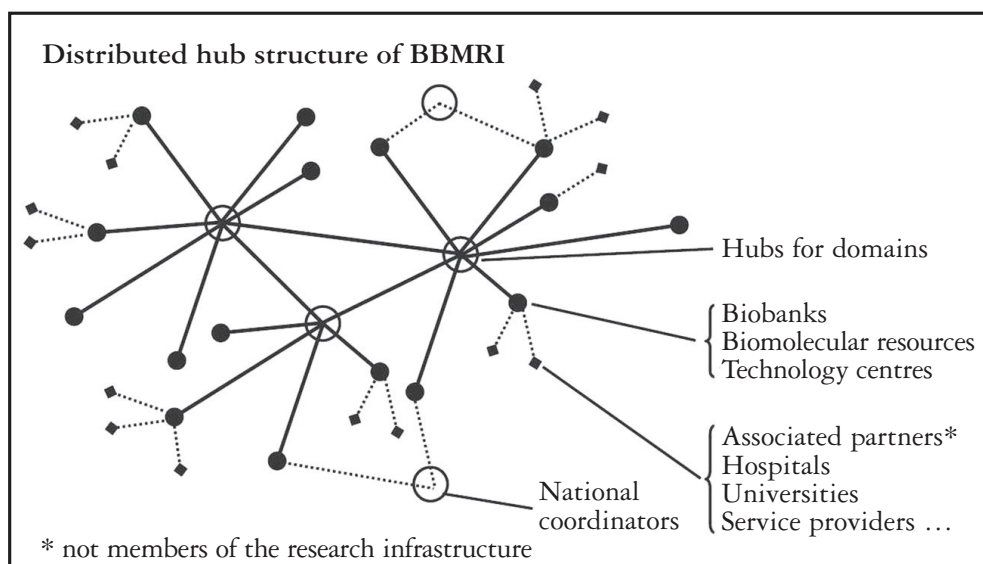 Distributed hub structure of BBMRI
Hubs for domains
Biobanks
Biomolecular resources
Technology centres
Associated partners*
Hospitals
Universities
Service providers …
National
coordinators
* not members of the research infrastructure